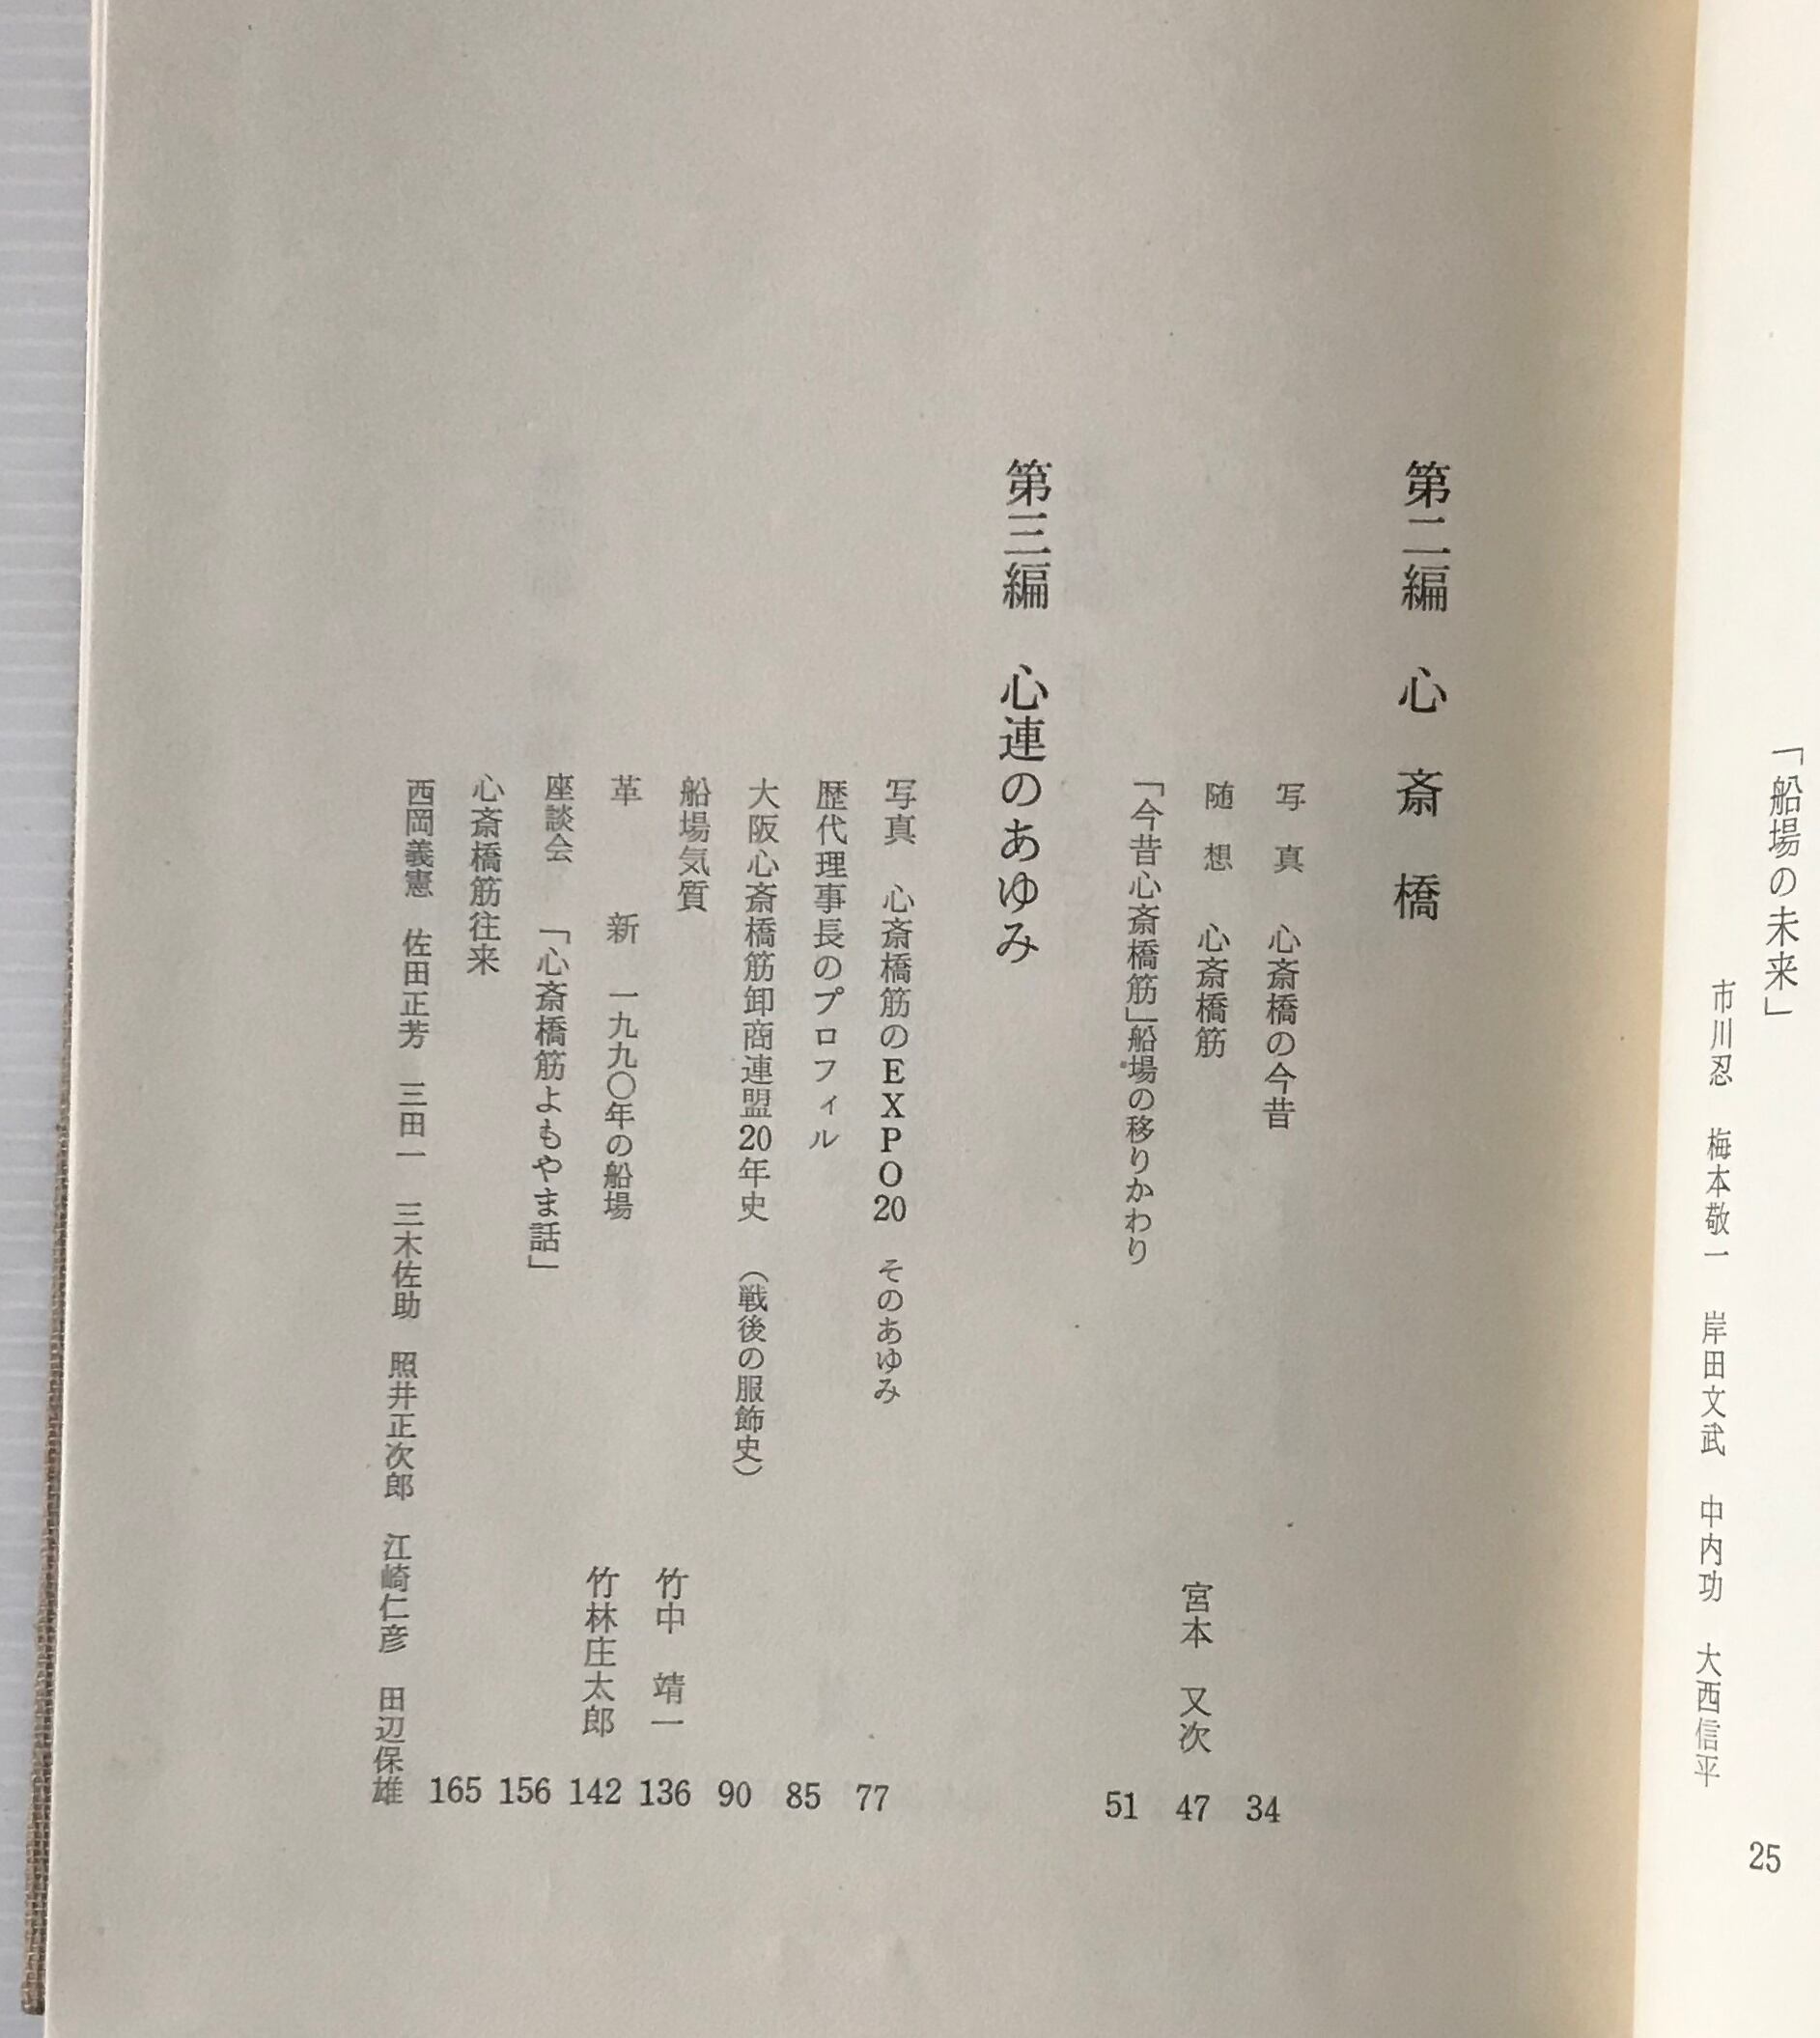 「船場の未来」 25
市川忍 梅本敬一 岸田文武 中内功 大西信平
第二編 心斎橋
写真 心斎橋の今昔 34
随想 心斎橋筋 宮本 又次 47
「今昔心斎橋筋」船場の移りかわり 51
第三編 心連のあゆみ
写真 心斎橋筋のEXPO20 そのあゆみ 77
歴代理事長のプロフィル 85
大阪心斎橋筋卸商連盟20年史 (戦後の服飾史) 90
船場気質 竹中 靖一 136
革 新 一九九〇年の船場 竹林庄太郎 142
座談会 「心斎橋筋よもやま話」 156
心斎橋筋往来 165
西岡義憲 佐田正芳 三田一 三木佐助 照井正次郎 江崎仁彦 田辺保雄